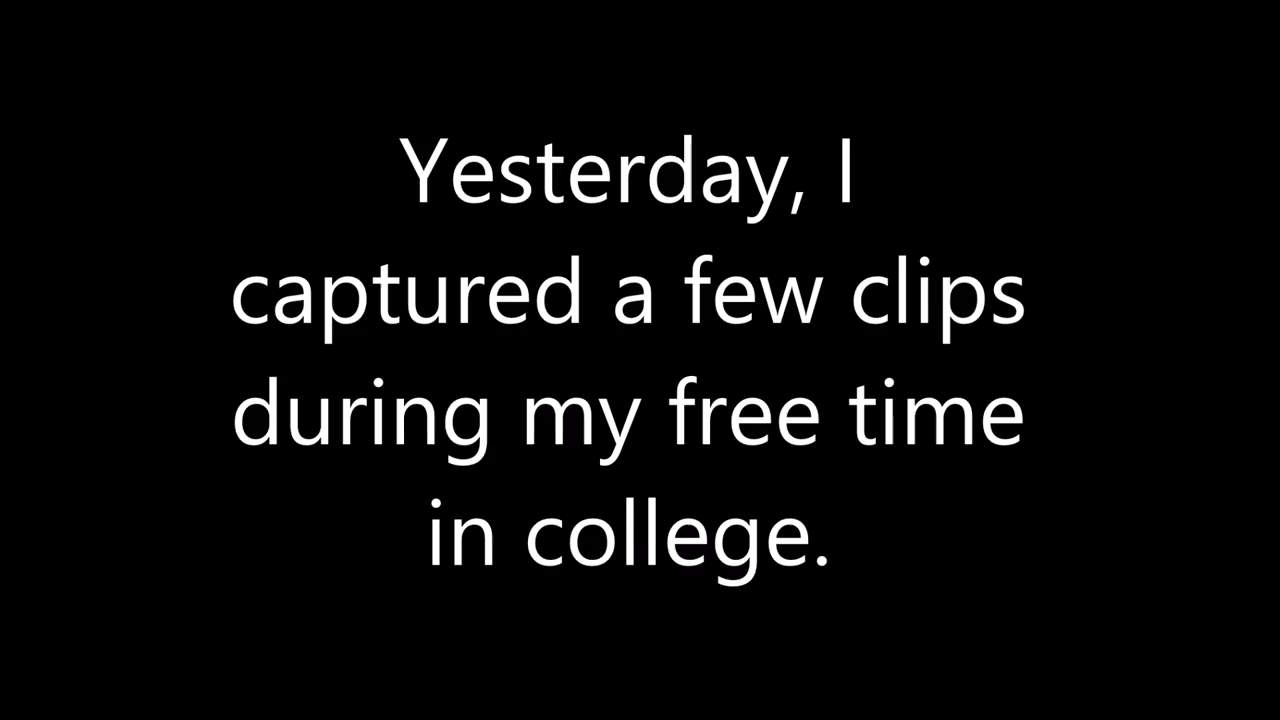 Yesterday, I
captured a few clips
during my free time
in college.